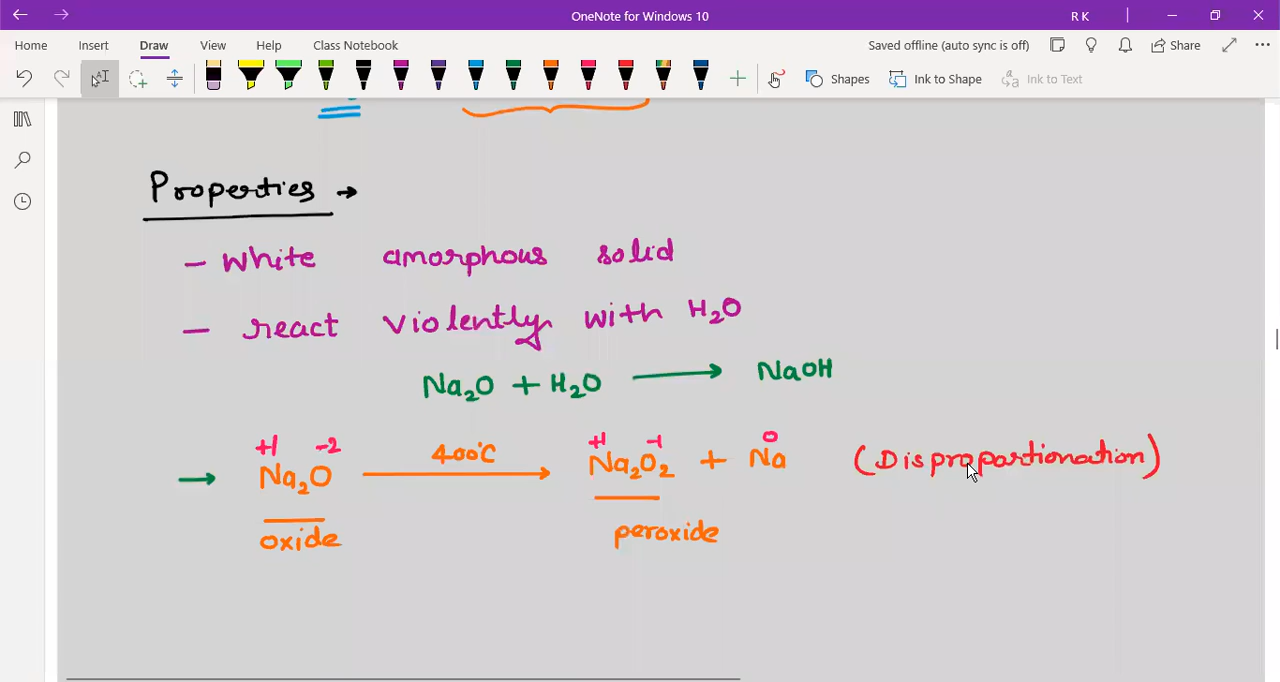 OneNote for Windows 10
R K
Home Insert Draw View Help Class Notebook
Saved offline (auto sync is off) Share
Shapes Ink to Shape Ink to Text
Properties →
- White amorphous solid
- react violently with H₂O
Na₂O + H₂O → NaOH
+1 -2 +1 -1 0
→ Na₂O 400°C → Na₂O₂ + Na (Disproportionation)
oxide peroxide